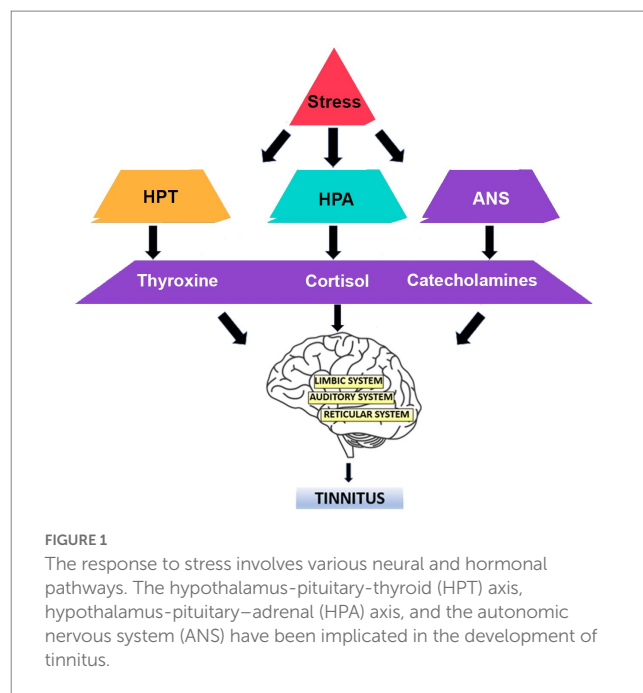 Stress
HPT HPA ANS
Thyroxine Cortisol Catecholamines
LIMBIC SYSTEM
AUDITORY SYSTEM
RETICULAR SYSTEM
TINNITUS
FIGURE 1
The response to stress involves various neural and hormonal
pathways. The hypothalamus-pituitary-thyroid (HPT) axis,
hypothalamus-pituitary–adrenal (HPA) axis, and the autonomic
nervous system (ANS) have been implicated in the development of
tinnitus.